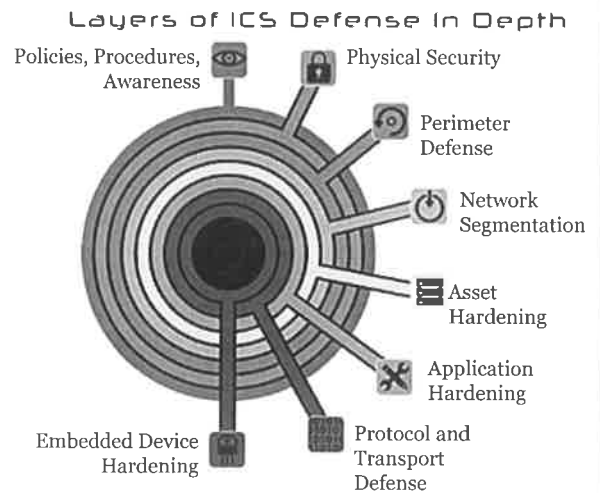 Layers of ICS Defense In Depth
Policies, Procedures,
Awareness
Physical Security
Perimeter
Defense
Network
Segmentation
Asset
Hardening
Application
Hardening
Protocol and
Transport
Defense
Embedded Device
Hardening